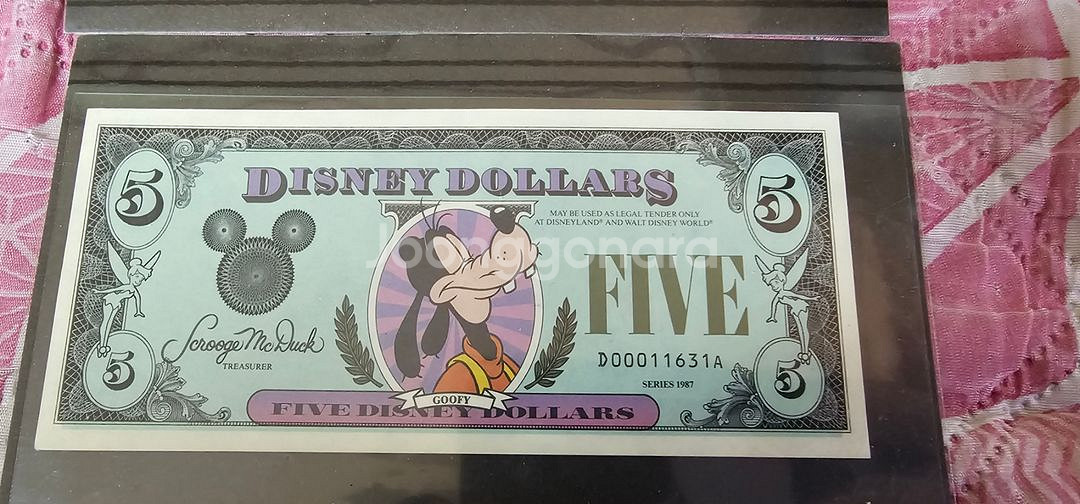 5
DISNEY DOLLARS
5
MAY BE USED AS LEGAL TENDER ONLY
AT DISNEYLAND® AND WALT DISNEY WORLD®
Joonggonara
FIVE
Scrooge McDuck
TREASURER
D00011631A
SERIES 1987
5
GOOFY
5
FIVE DISNEY DOLLARS